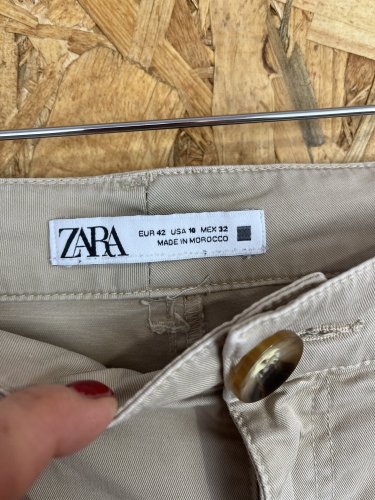 ZARA
EUR 42 USA 10 MEX 32
MADE IN MOROCCO